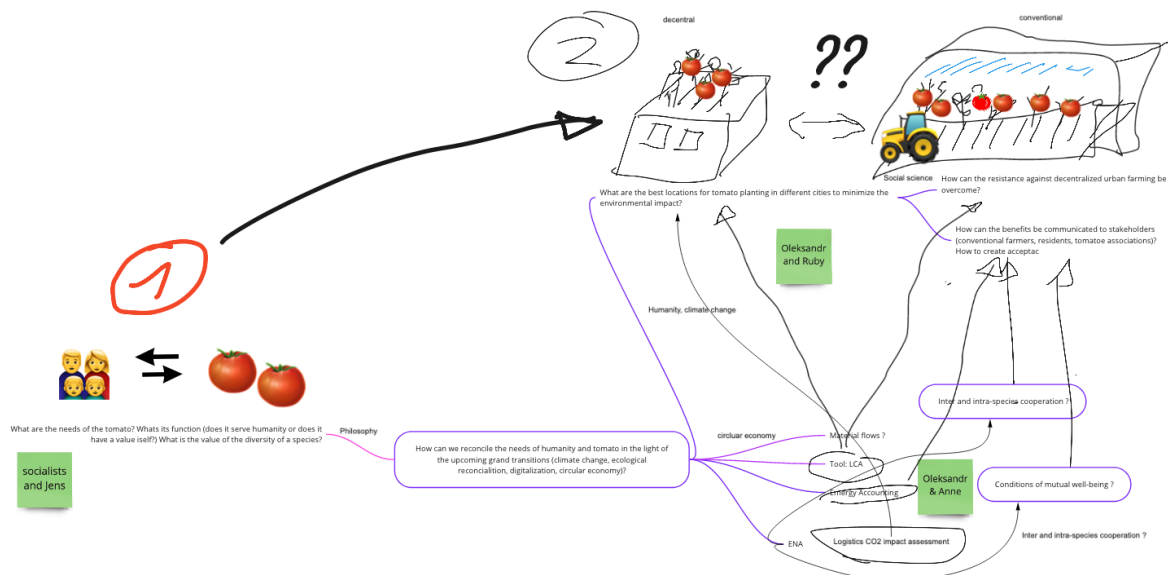 decentral
conventional
2
??
Social science
How can the resistance against decentralized urban farming be
overcome?
What are the best locations for tomato planting in different cities to minimize the
environmental impact?
How can the benefits be communicated to stakeholders
(conventional farmers, residents, tomatoe associations)?
How to create acceptac
Oleksandr
and Ruby
1
Humanity, climate change
Inter and intra-species cooperation ?
What are the needs of the tomato? Whats its function (does it serve humanity or does it
have a value iself?) What is the value of the diversity of a species?
Philosophy
How can we reconcile the needs of humanity and tomato in the light of
the upcoming grand transitions (climate change, ecological
reconcialition, digitalization, circular economy)?
circluar economy
Material flows ?
Tool: LCA
Emergy Accounting
Oleksandr
& Anne
Conditions of mutual well-being ?
socialists
and Jens
ENA
Logistics CO2 impact assessment
Inter and intra-species cooperation ?